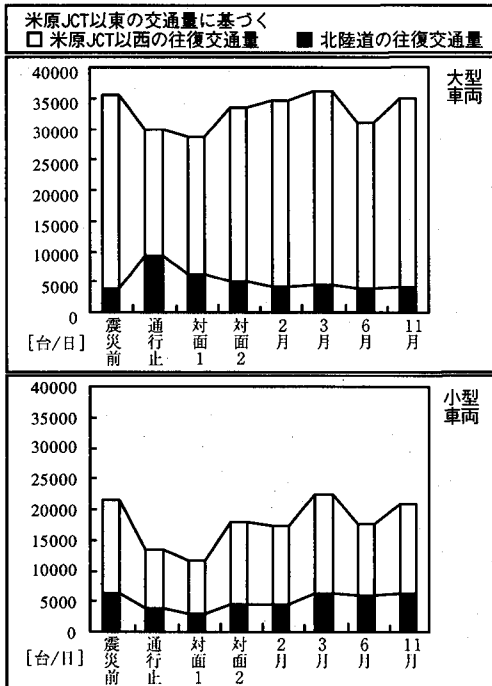 米原JCT以東の交通量に基づく
□ 米原JCT以西の往復交通量 ■ 北陸道の往復交通量
大型車両
40000
35000
30000
25000
20000
15000
10000
5000
0
[台/日]
震災前 通行止 対面1 対面2 2月 3月 6月 11月
小型車両
40000
35000
30000
25000
20000
15000
10000
5000
0
[台/日]
震災前 通行止 対面1 対面2 2月 3月 6月 11月